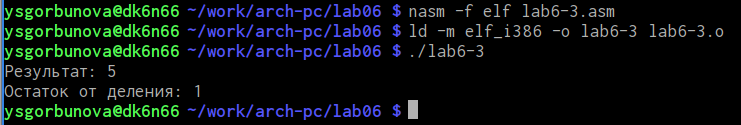 ysgorbunova@dk6n66 ~/work/arch-pc/lab06 $ nasm -f elf lab6-3.asm
ysgorbunova@dk6n66 ~/work/arch-pc/lab06 $ ld -m elf_i386 -o lab6-3 lab6-3.o
ysgorbunova@dk6n66 ~/work/arch-pc/lab06 $ ./lab6-3
Результат: 5
Остаток от деления: 1
ysgorbunova@dk6n66 ~/work/arch-pc/lab06 $